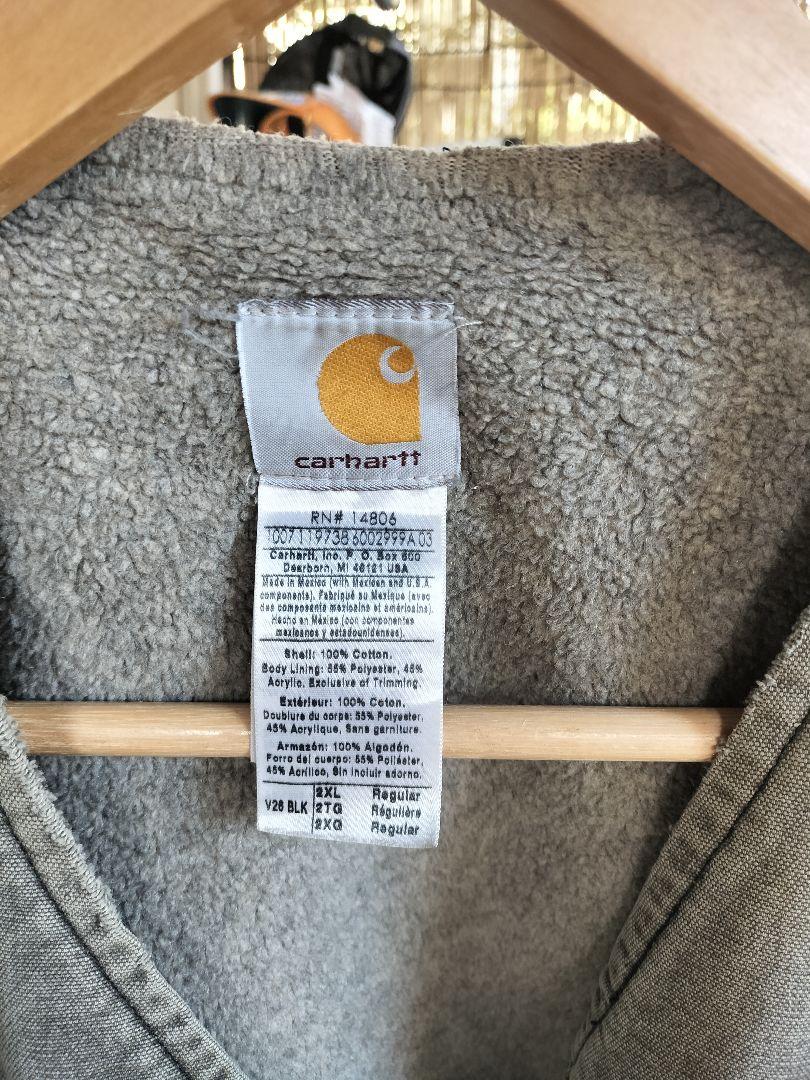 carhartt
RN# 14806
1007119738 6002999A 03
Carhartt, Inc. P. O. Box 600
Dearborn, MI 48121 USA
Made in Mexico (with Mexican and U.S.A.
components). Fabriqué au Mexique (avec
des composants mexicains et américains).
Hecho en México (con componentes
mexicanos y estadounidenses).
Shell: 100% Cotton.
Body Lining: 55% Polyester, 45%
Acrylic, Exclusive of Trimming.
Extérieur: 100% Coton.
Doublure du corps: 55% Polyester,
45% Acrylique, Sans garniture.
Armazón: 100% Algodón.
Forro del cuerpo: 55% Poliéster,
45% Acrílico, Sin incluir adorno.
2XL Regular
V26 BLK 2TG Régulière
2XG Regular